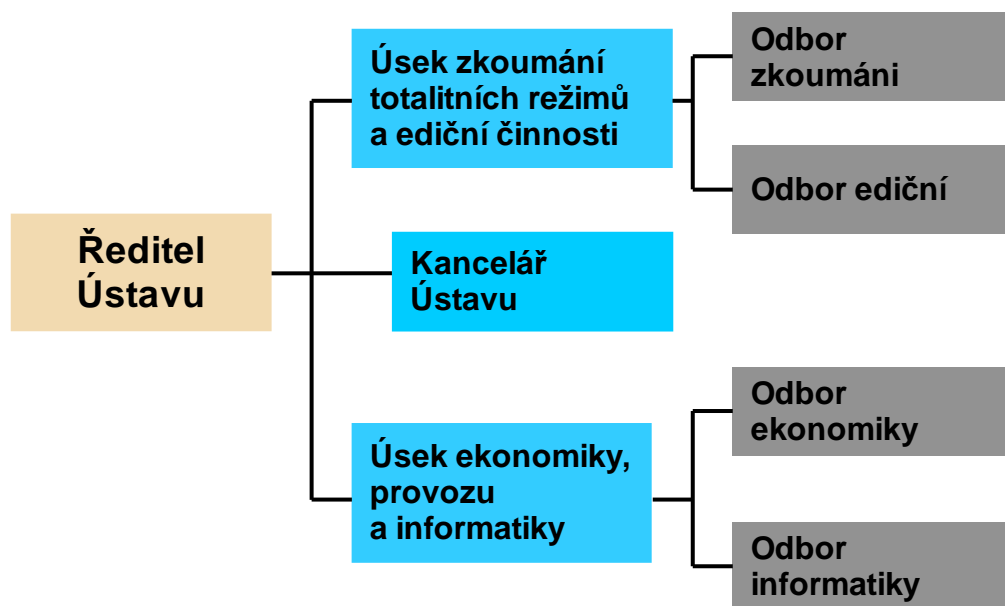 Ředitel
Ústavu
Úsek zkoumání
totalitních režimů
a ediční činnosti
Odbor
zkoumáni
Odbor ediční
Kancelář
Ústavu
Úsek ekonomiky,
provozu
a informatiky
Odbor
ekonomiky
Odbor
informatiky